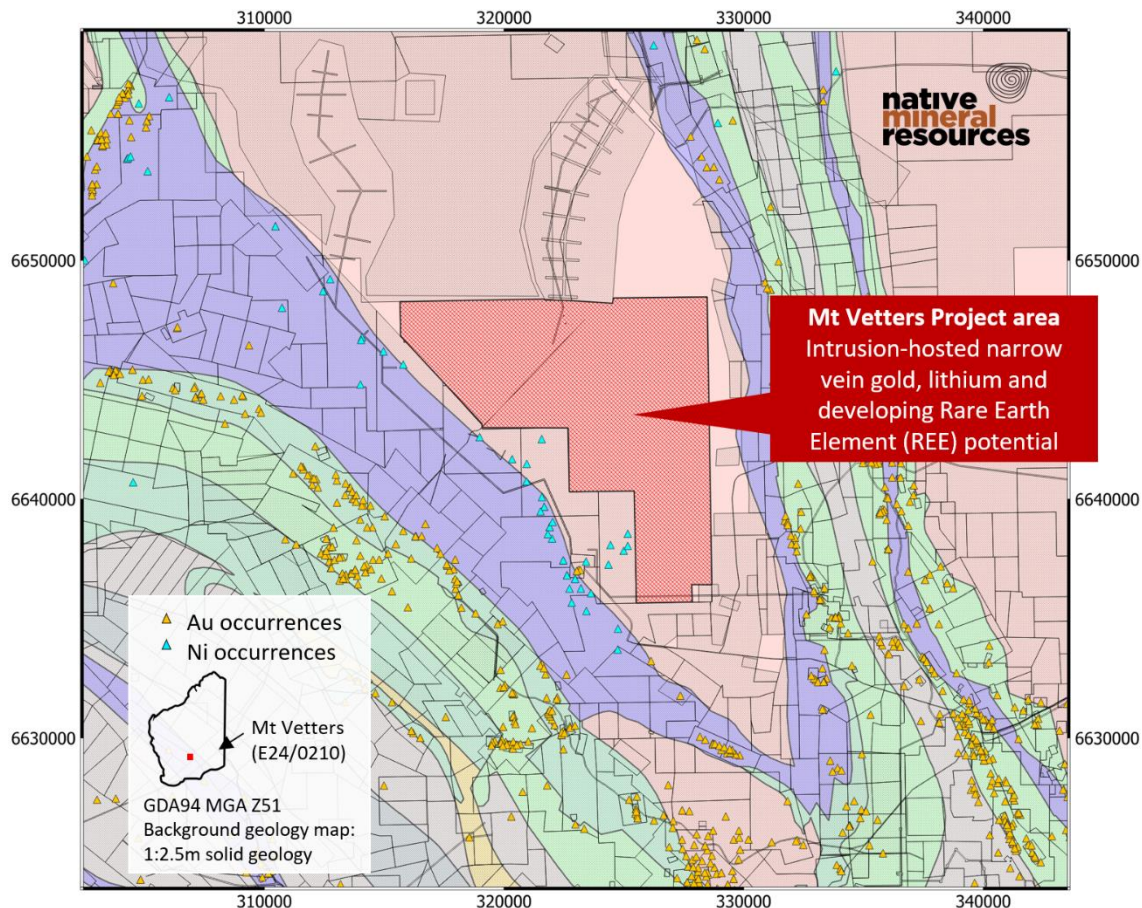 310000
320000
330000
340000
native
mineral
resources
6650000
6650000
Mt Vetters Project area
Intrusion-hosted narrow
vein gold, lithium and
developing Rare Earth
Element (REE) potential
6640000
6640000
Au occurrences
Ni occurrences
Mt Vetters
(E24/0210)
GDA94 MGA Z51
Background geology map:
1:2.5m solid geology
6630000
6630000
310000
320000
330000
340000